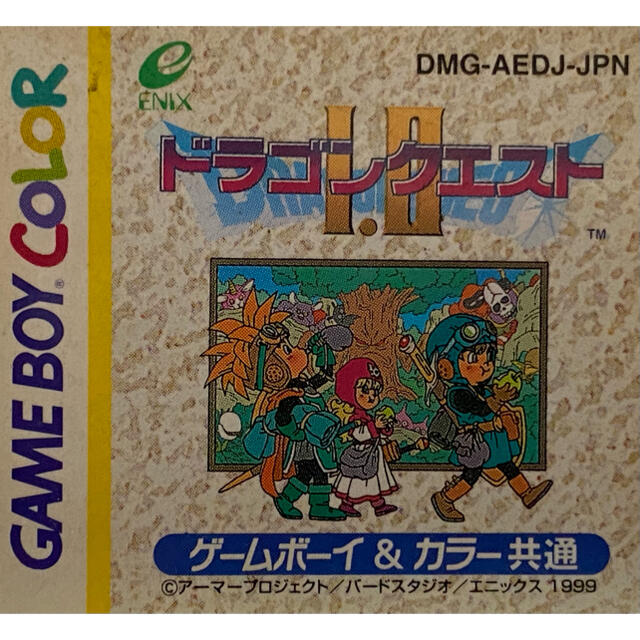 GAME BOY COLOR
ENIX
DMG-AEDJ-JPN
ドラゴンクエスト
I・II
TM
ゲームボーイ & カラー共通
©アーマープロジェクト/バードスタジオ/エニックス 1999